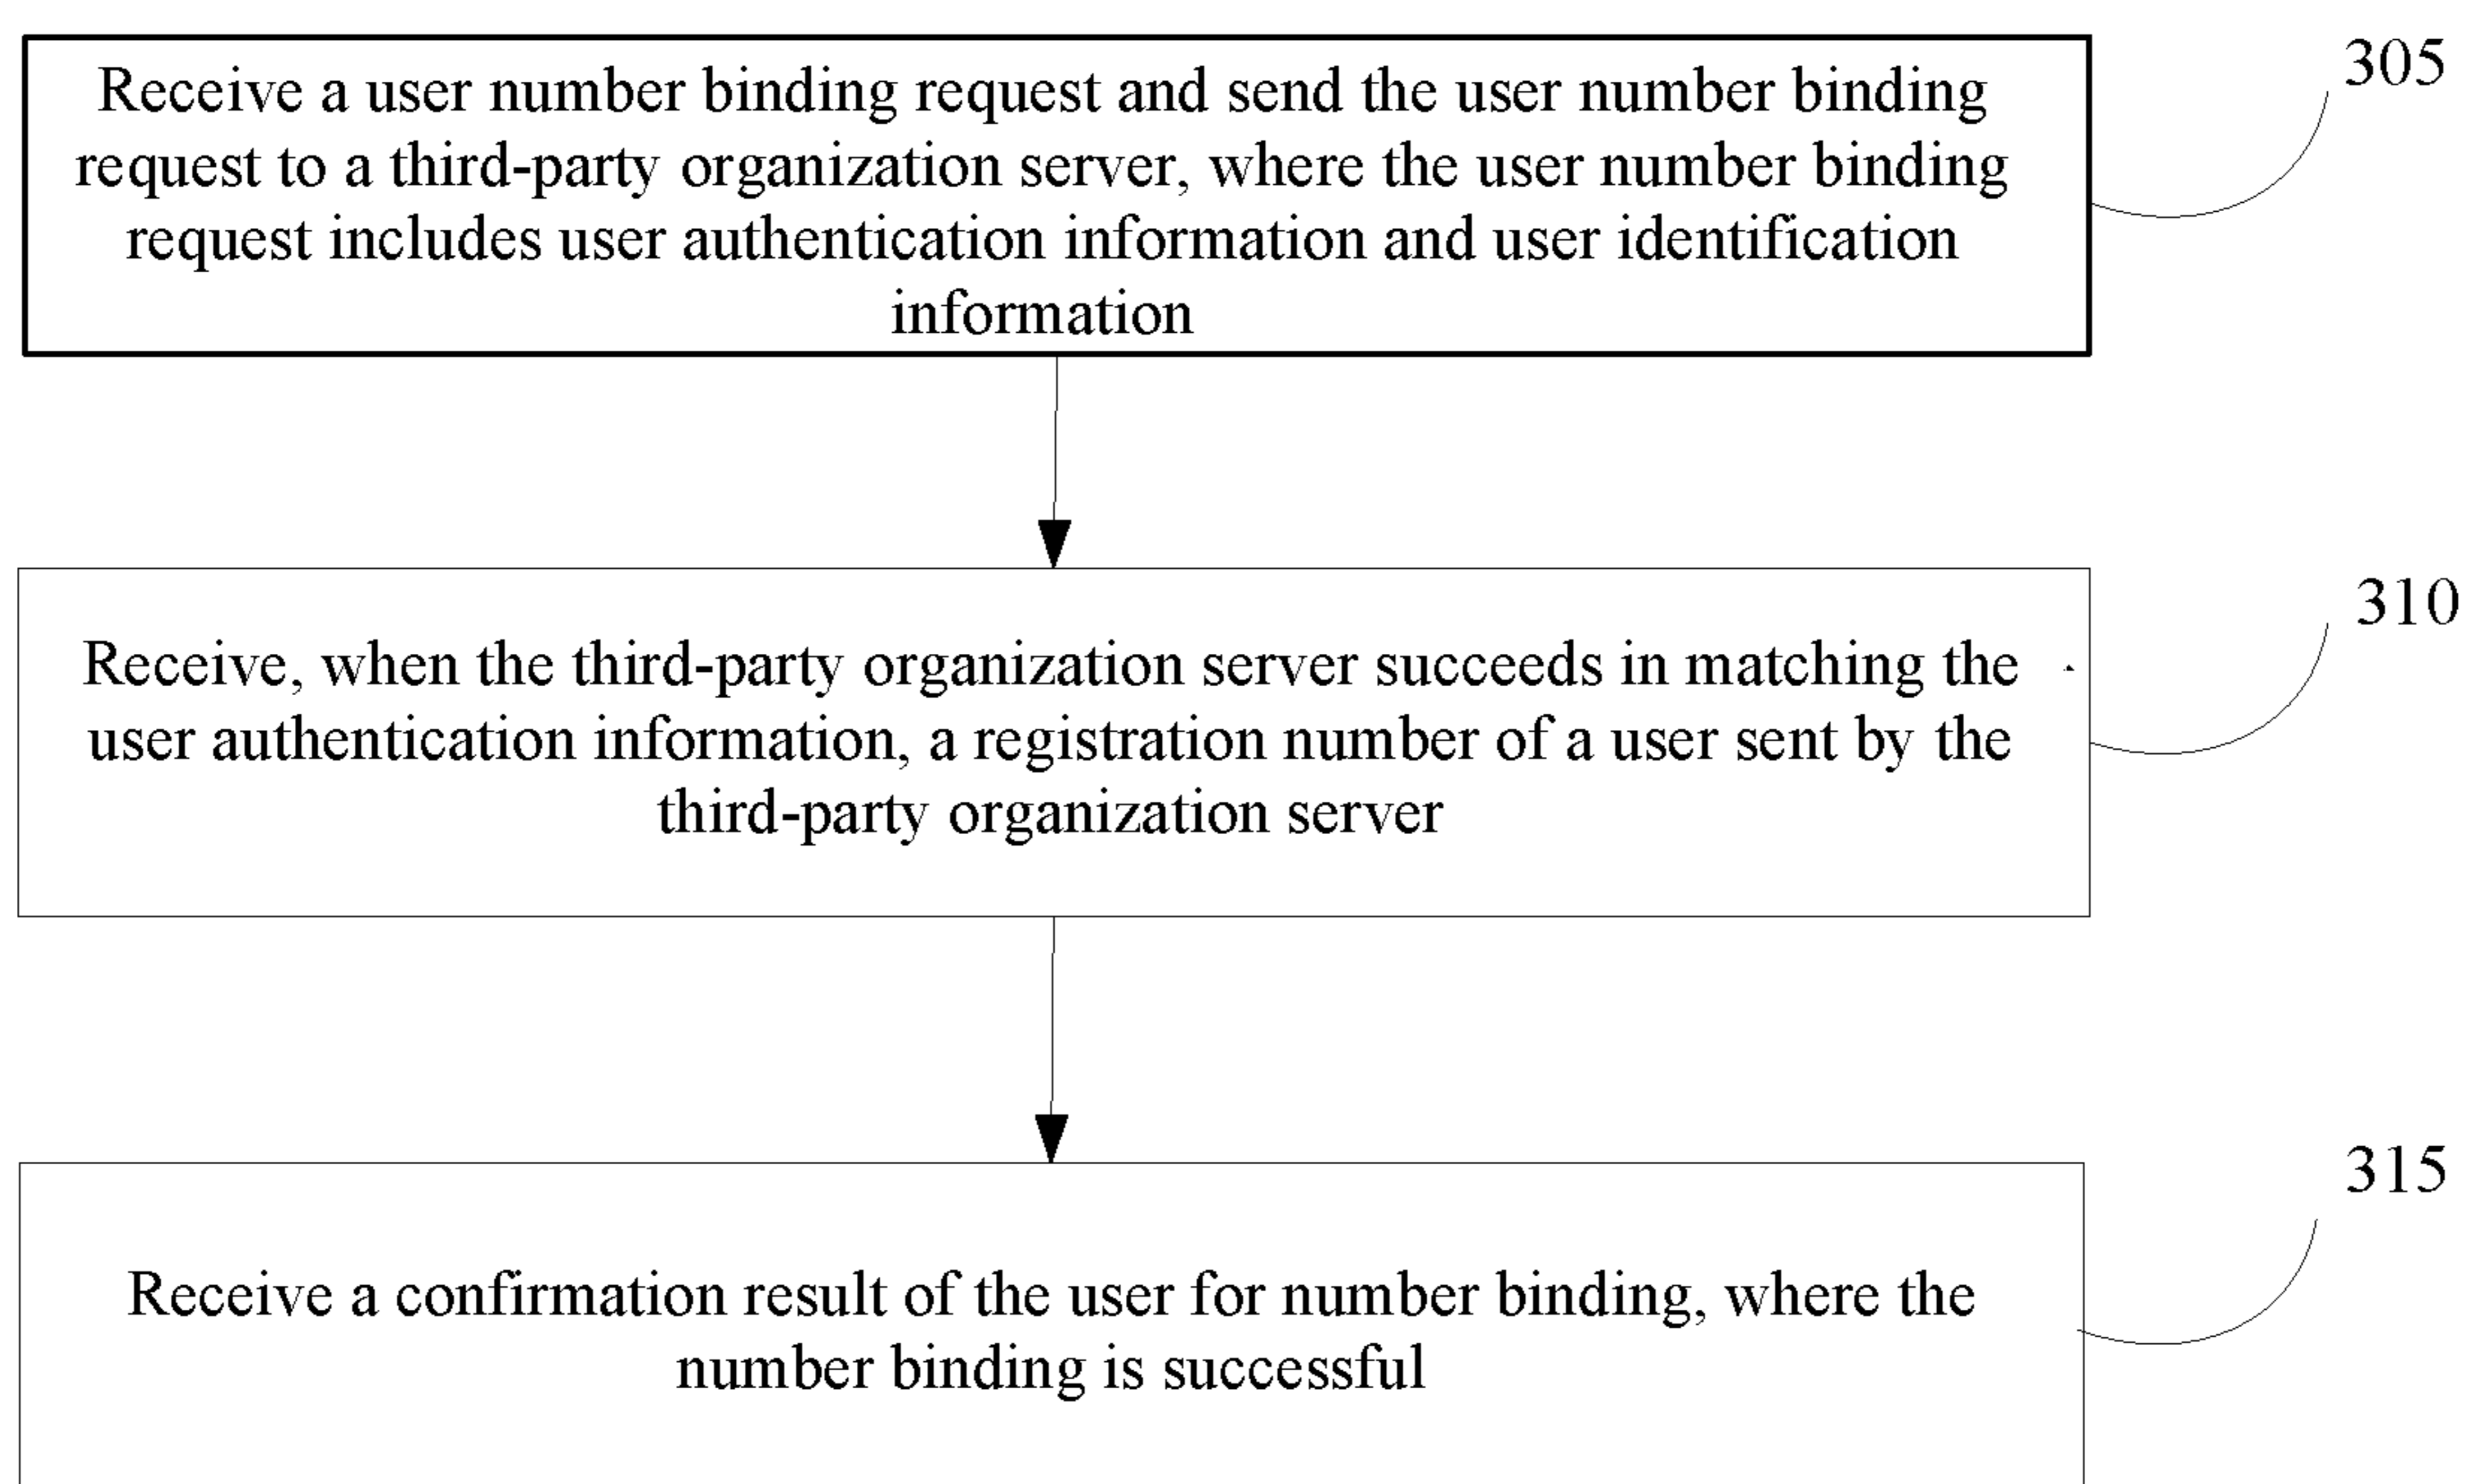 Receive a user number binding request and send the user number binding
request to a third-party organization server, where the user number binding
request includes user authentication information and user identification
information
305
Receive, when the third-party organization server succeeds in matching the
user authentication information, a registration number of a user sent by the
third-party organization server
310
Receive a confirmation result of the user for number binding, where the
number binding is successful
315